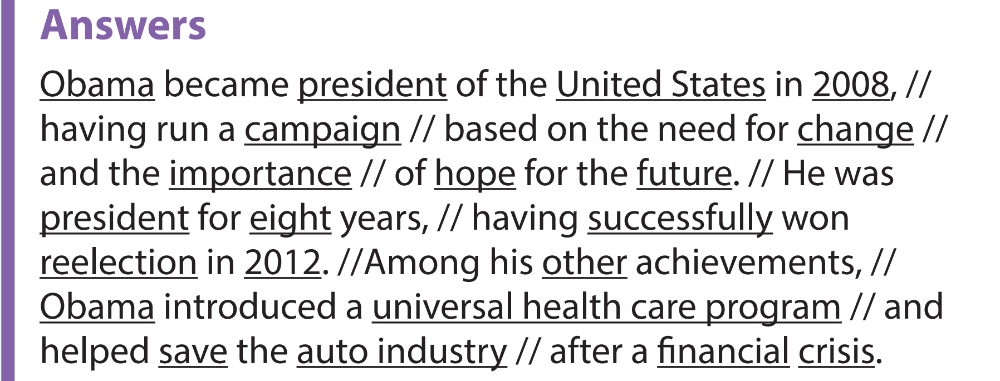 Answers
Obama became president of the United States in 2008, //
having run a campaign // based on the need for change //
and the importance // of hope for the future. // He was
president for eight years, // having successfully won
reelection in 2012. //Among his other achievements, //
Obama introduced a universal health care program // and
helped save the auto industry // after a financial crisis.